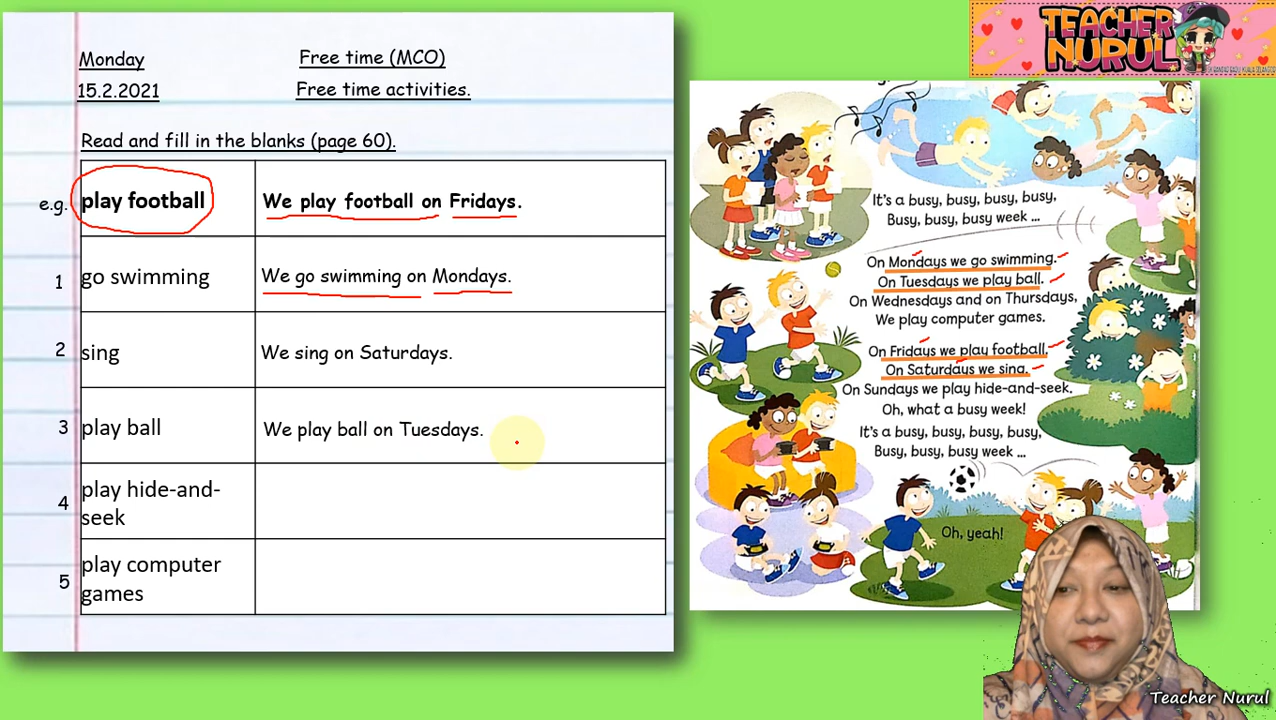 Monday
Free time (MCO)
15.2.2021
Free time activities.
Read and fill in the blanks (page 60).
e.g.
play football
We play football on Fridays.
1
go swimming
We go swimming on Mondays.
2
sing
We sing on Saturdays.
3
play ball
We play ball on Tuesdays.
4
play hide-and-
seek
5
play computer
games
TEACHER
NURUL
It's a busy, busy, busy, busy,
Busy, busy, busy week ...
On Mondays we go swimming.
On Tuesdays we play ball.
On Wednesdays and on Thursdays,
We play computer games.
On Fridays we play football.
On Saturdays we sing.
On Sundays we play hide-and-seek.
Oh, what a busy week!
It's a busy, busy, busy, busy,
Busy, busy, busy week ...
Oh, yeah!
Teacher Nurul